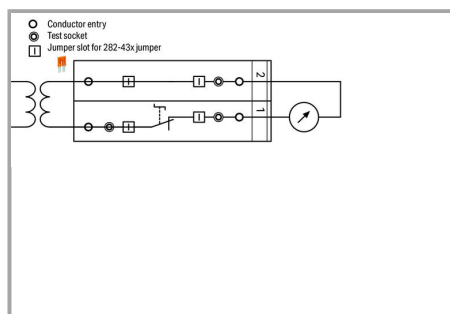 Conductor entry
Test socket
Jumper slot for 282-43x jumper
2
1